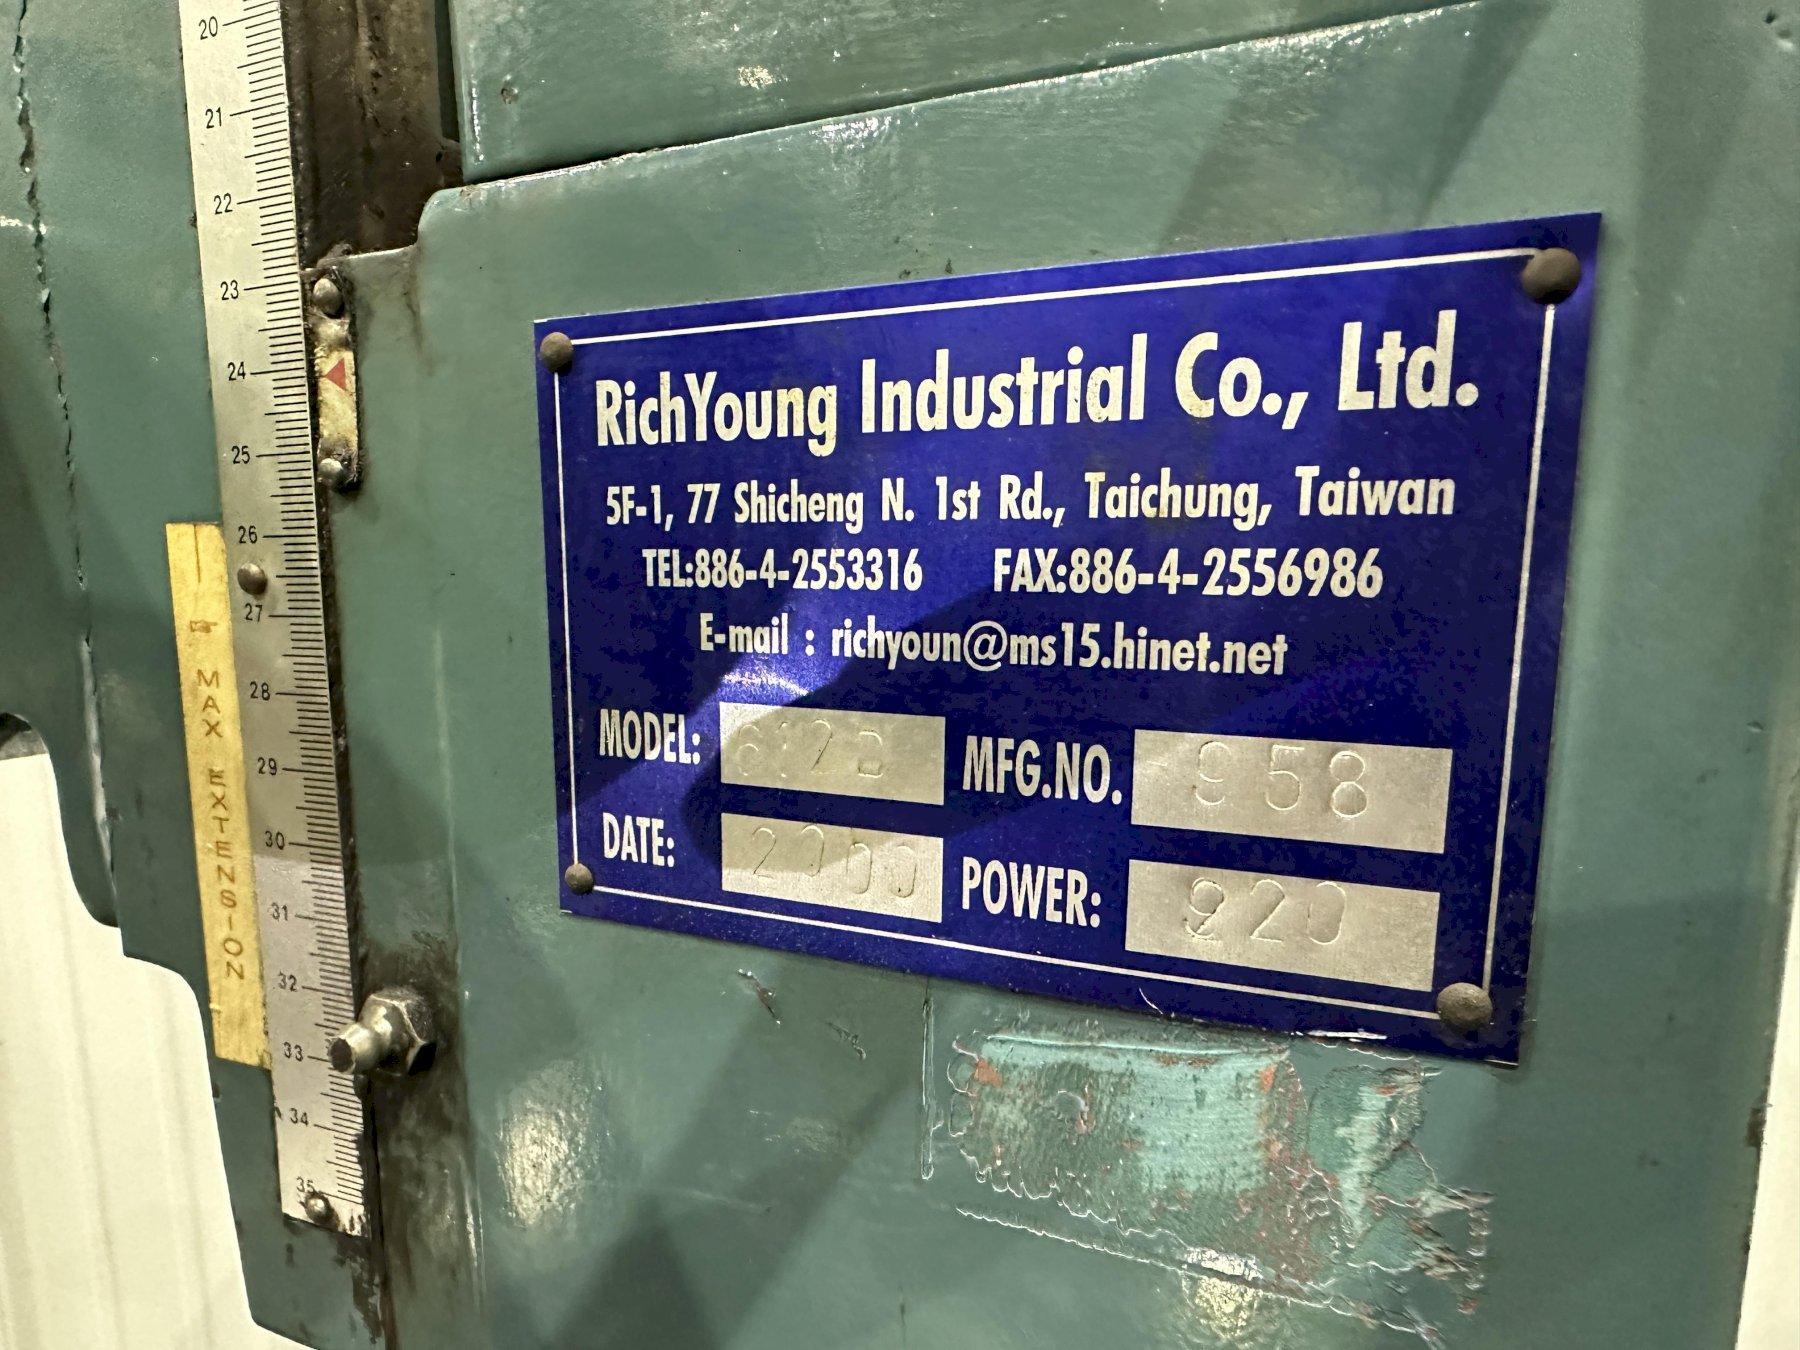 20
21
22
23
24
25
26
27
28
29
30
31
32
33
34
35
MAX EXTENSION
RichYoung Industrial Co., Ltd.
5F-1, 77 Shicheng N. 1st Rd., Taichung, Taiwan
TEL:886-4-2553316 FAX:886-4-2556986
E-mail : richyoun@ms15.hinet.net
MODEL: MFG.NO. 958
DATE: 2000 POWER: 220